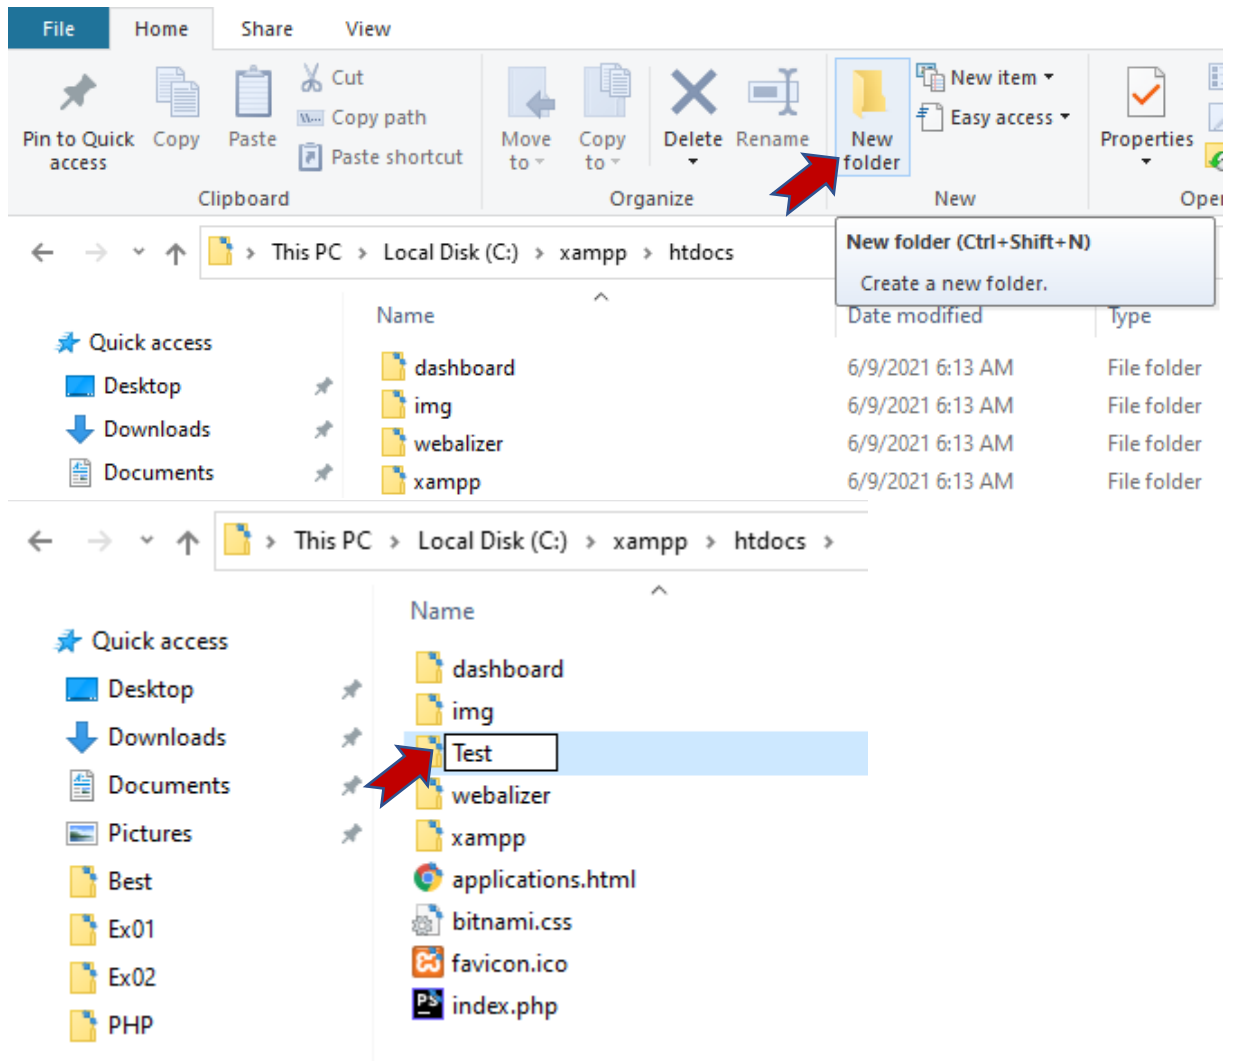 File Home Share View
Cut
New item
Copy path
Easy access
Paste shortcut
Pin to Quick access
Copy
Paste
Move to
Copy to
Delete
Rename
New folder
Properties
Clipboard Organize New Oper
This PC > Local Disk (C:) > xampp > htdocs
New folder (Ctrl+Shift+N)
Create a new folder.
Name Date modified Type
Quick access
Desktop
Downloads
Documents
dashboard 6/9/2021 6:13 AM File folder
img 6/9/2021 6:13 AM File folder
webalizer 6/9/2021 6:13 AM File folder
xampp 6/9/2021 6:13 AM File folder
This PC > Local Disk (C:) > xampp > htdocs >
Name
Quick access
Desktop
Downloads
Documents
Pictures
Best
Ex01
Ex02
PHP
dashboard
img
Test
webalizer
xampp
applications.html
bitnami.css
favicon.ico
PS
index.php